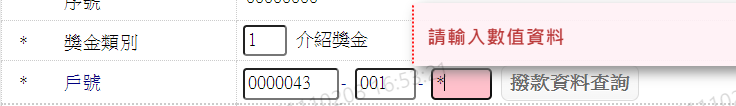 序號 0000000
* 獎金類別 1 介紹獎金
請輸入數值資料
* 戶號 0000043 - 001 - * 撥款資料查詢